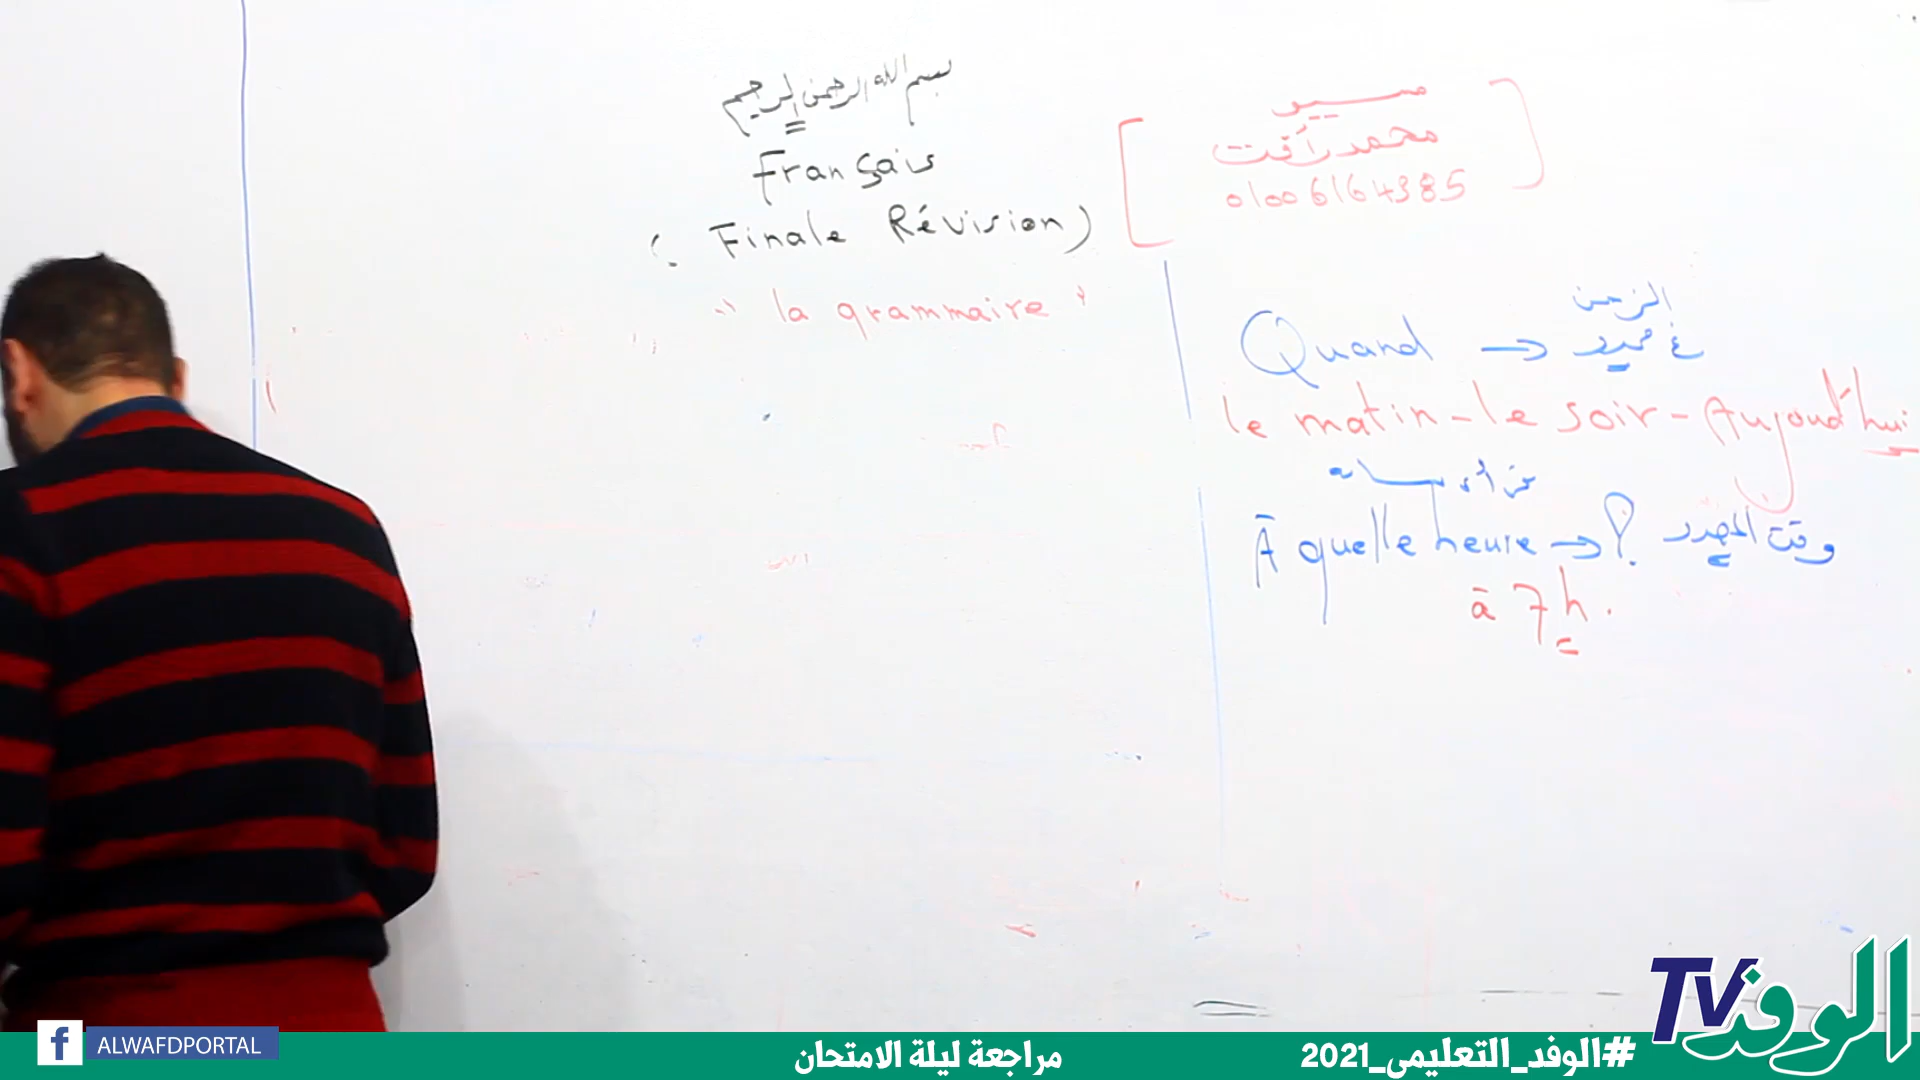 بسم الله الرحمن الرحيم
Français
( Finale Révision )
" la grammaire "
مسيو
محمد رأفت
01006164385
Quand → الزمن
le matin - le soir - Aujourd'hui
À quelle heure → ? وقت المحدد
à 7h.
ALWAFDPORTAL
مراجعة ليلة الامتحان
#الوفد_التعليمى_2021
الوفد TV